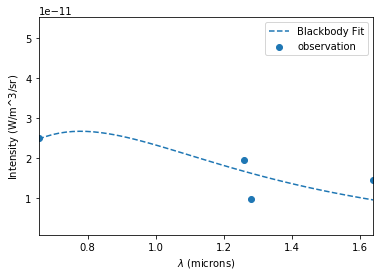 1e−11
Blackbody Fit
observation
5
4
3
2
1
Intensity (W/m^3/sr)
0.8 1.0 1.2 1.4 1.6
λ (microns)